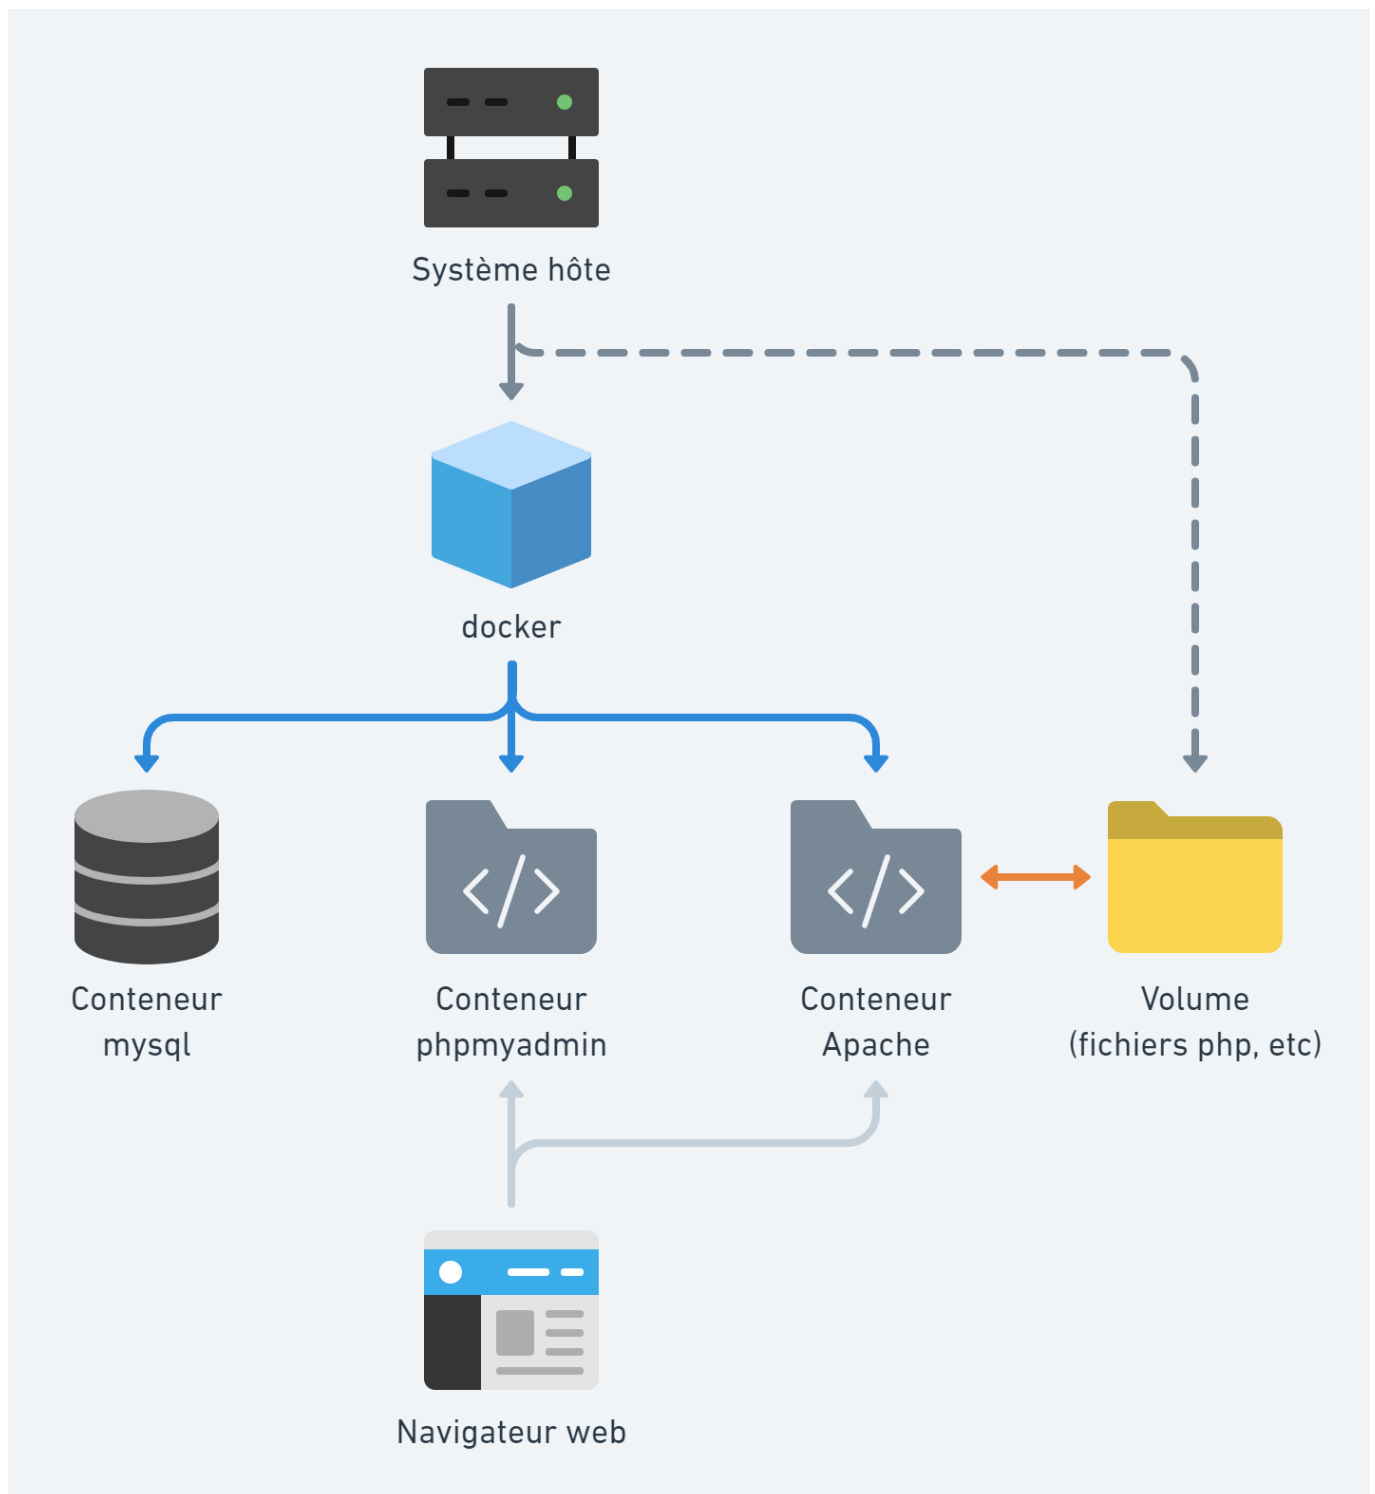 Système hôte
docker
Conteneur
mysql
Conteneur
phpmyadmin
Conteneur
Apache
Volume
(fichiers php, etc)
Navigateur web